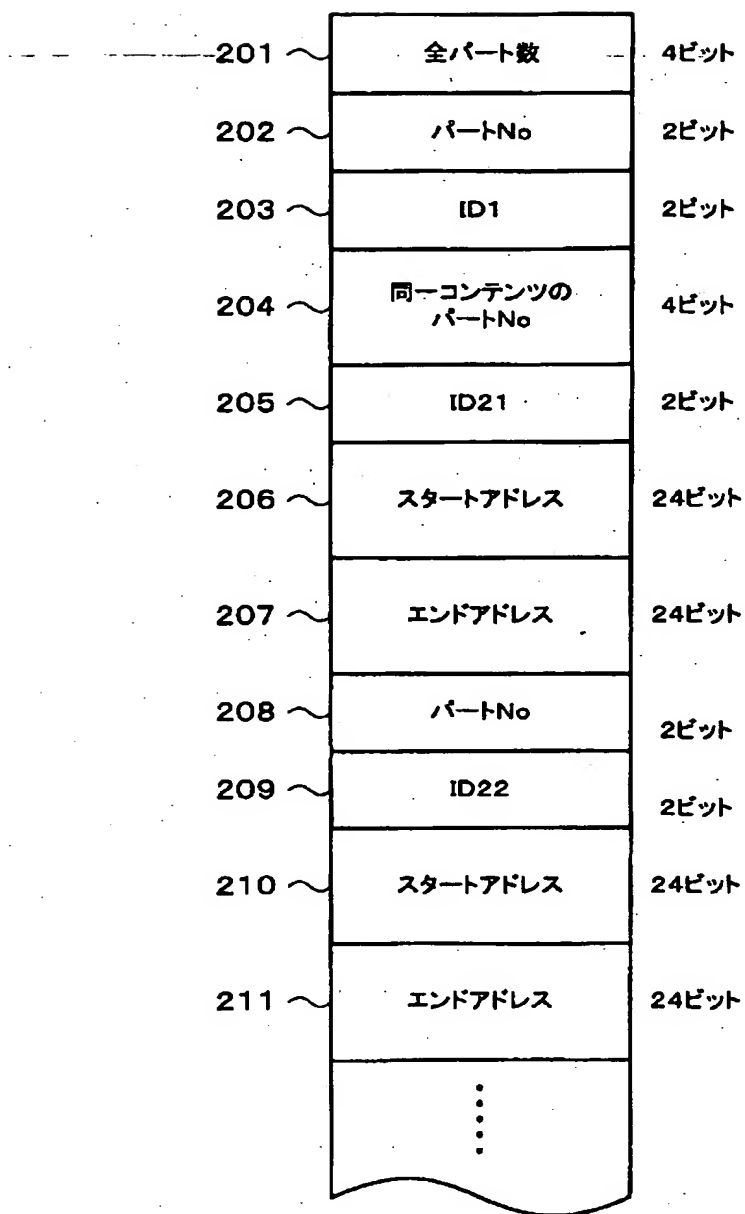 201 全パート数 4ビット
202 パートNo 2ビット
203 ID1 2ビット
204 同一コンテンツの
パートNo 4ビット
205 ID21 2ビット
206 スタートアドレス 24ビット
207 エンドアドレス 24ビット
208 パートNo 2ビット
209 ID22 2ビット
210 スタートアドレス 24ビット
211 エンドアドレス 24ビット